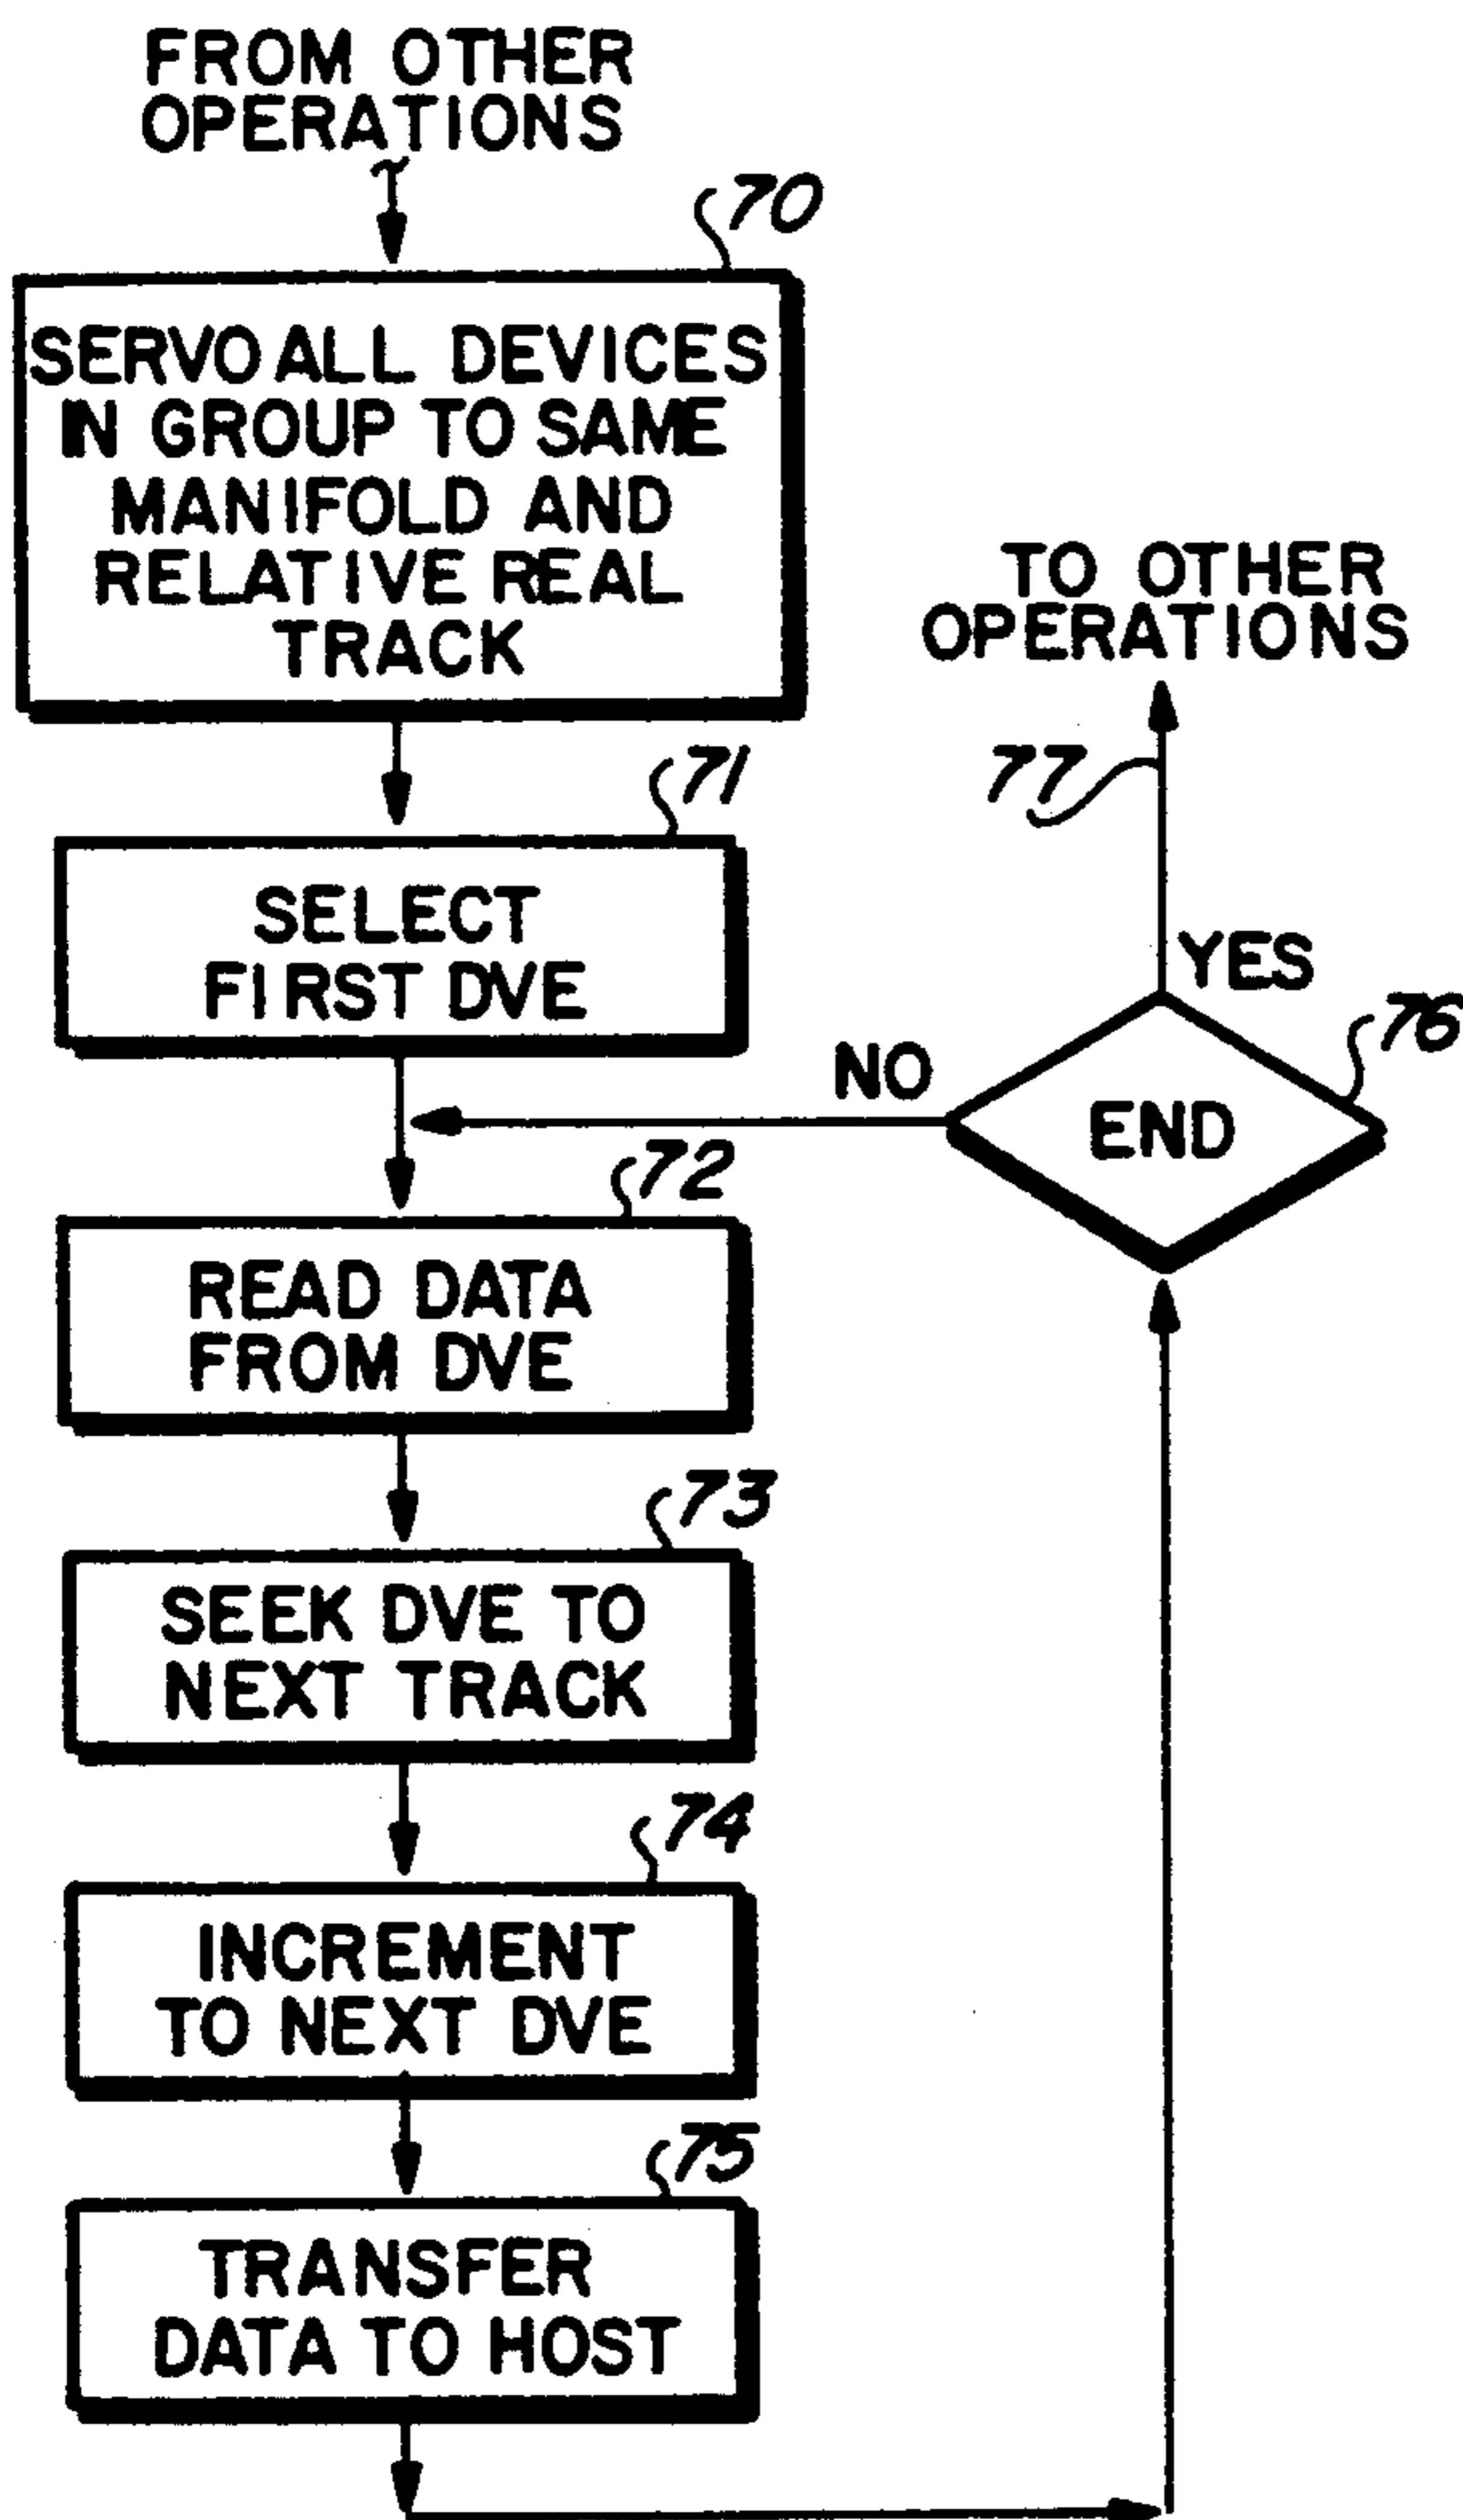 FROM OTHER
OPERATIONS
70
SERVO ALL DEVICES
IN GROUP TO SAME
MANIFOLD AND
RELATIVE REAL
TRACK
TO OTHER
OPERATIONS
71
77
SELECT
FIRST DVE
YES
76
NO
END
72
READ DATA
FROM DVE
73
SEEK DVE TO
NEXT TRACK
74
INCREMENT
TO NEXT DVE
75
TRANSFER
DATA TO HOST